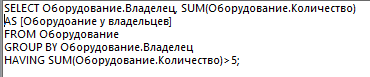 SELECT Оборудование.Владелец, SUM(Оборудование.Количество)
AS [Оборудоание у владельцев]
FROM Оборудование
GROUP BY Оборудование.Владелец
HAVING SUM(Оборудование.Количество)>5;